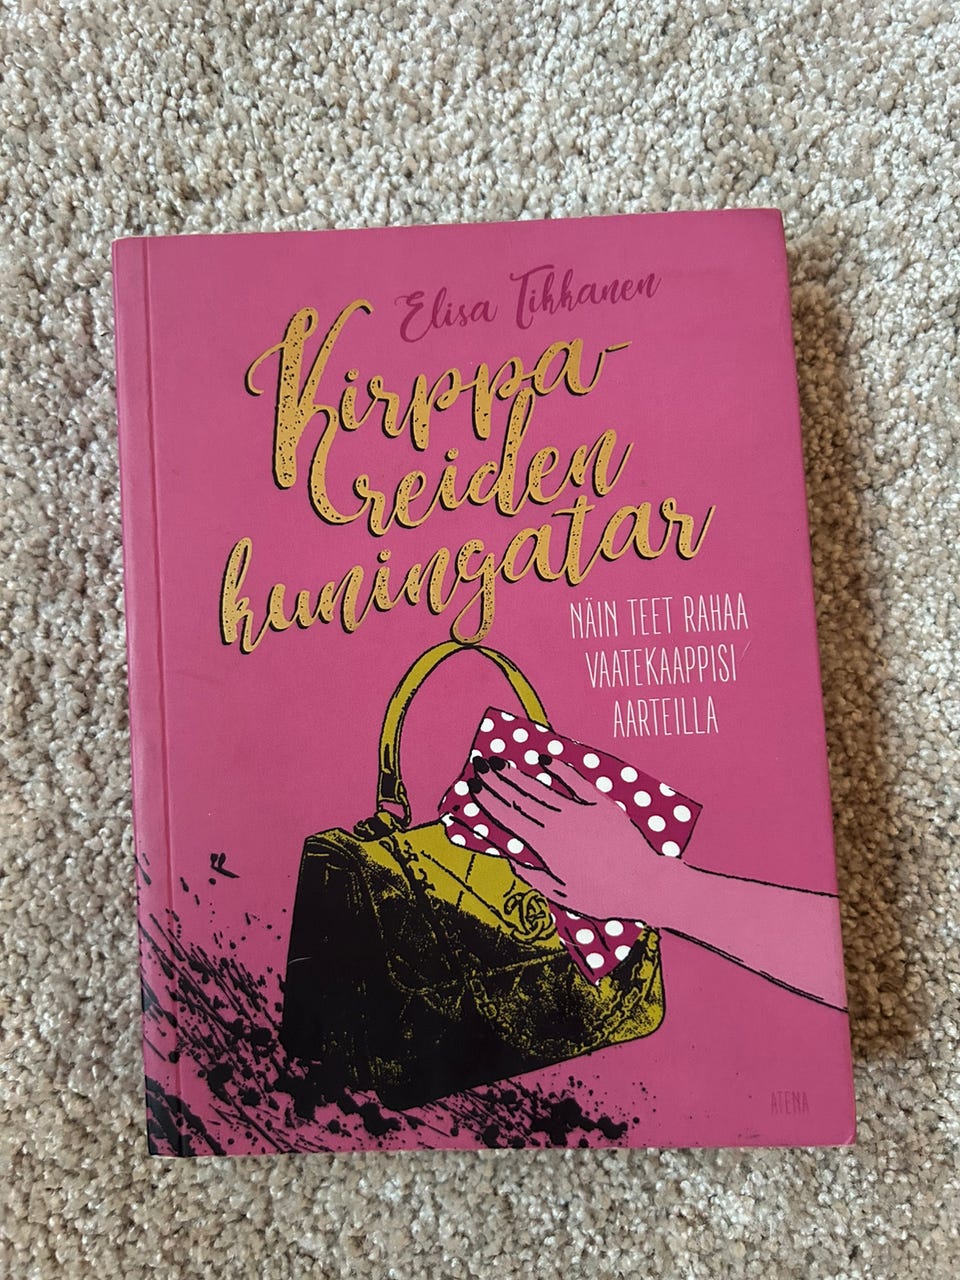 Elisa Tikkanen
Kirppa-
reiden
kuningatar
NÄIN TEET RAHAA
VAATEKAAPPISI
AARTEILLA
ATENA